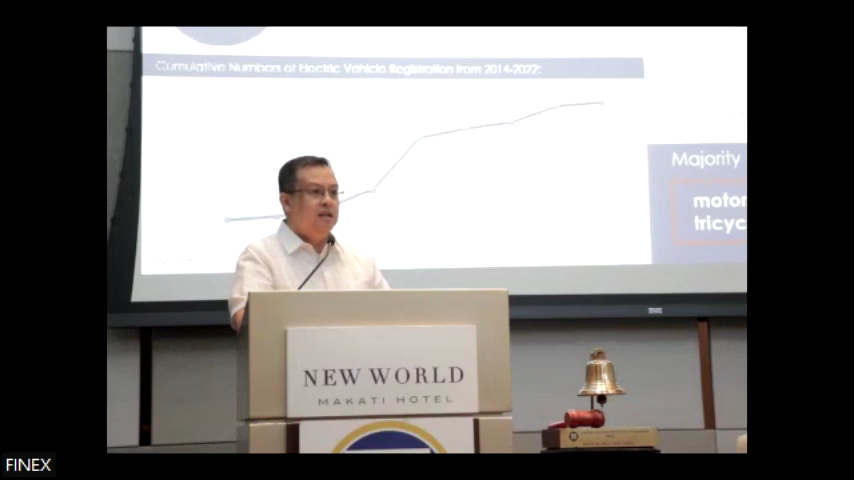 Cumulative Numbers of Electric Vehicle Registration from 2014-2022:
Majority
motor
tricyc
NEW WORLD
MAKATI HOTEL
FINEX